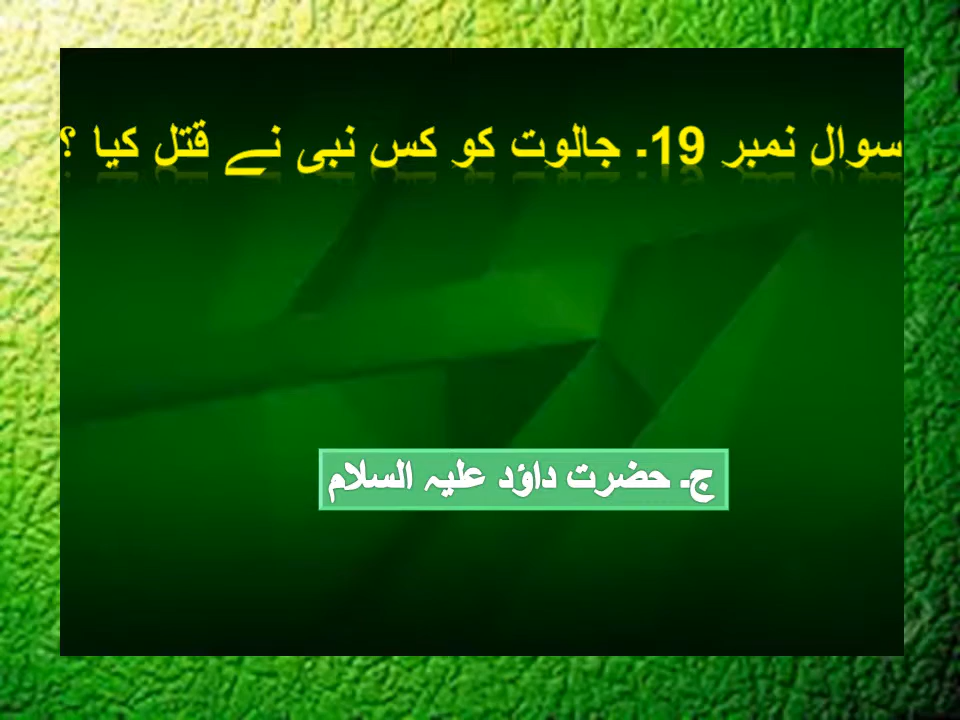 سوال نمبر 19۔ جالوت کو کس نبی نے قتل کیا ؟
ج۔ حضرت داؤد علیہ السلام